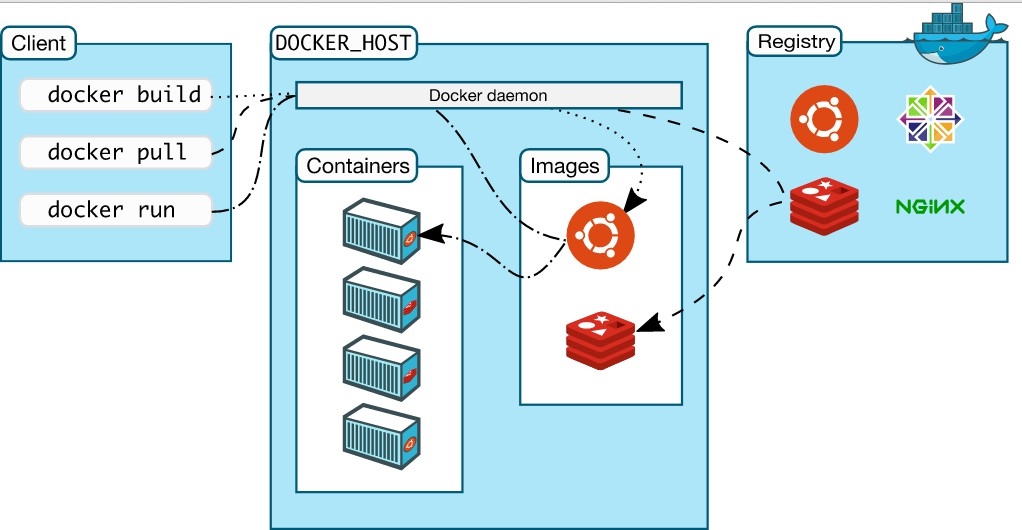 Client
docker build
docker pull
docker run
DOCKER_HOST
Docker daemon
Containers
Images
Registry
NGINX